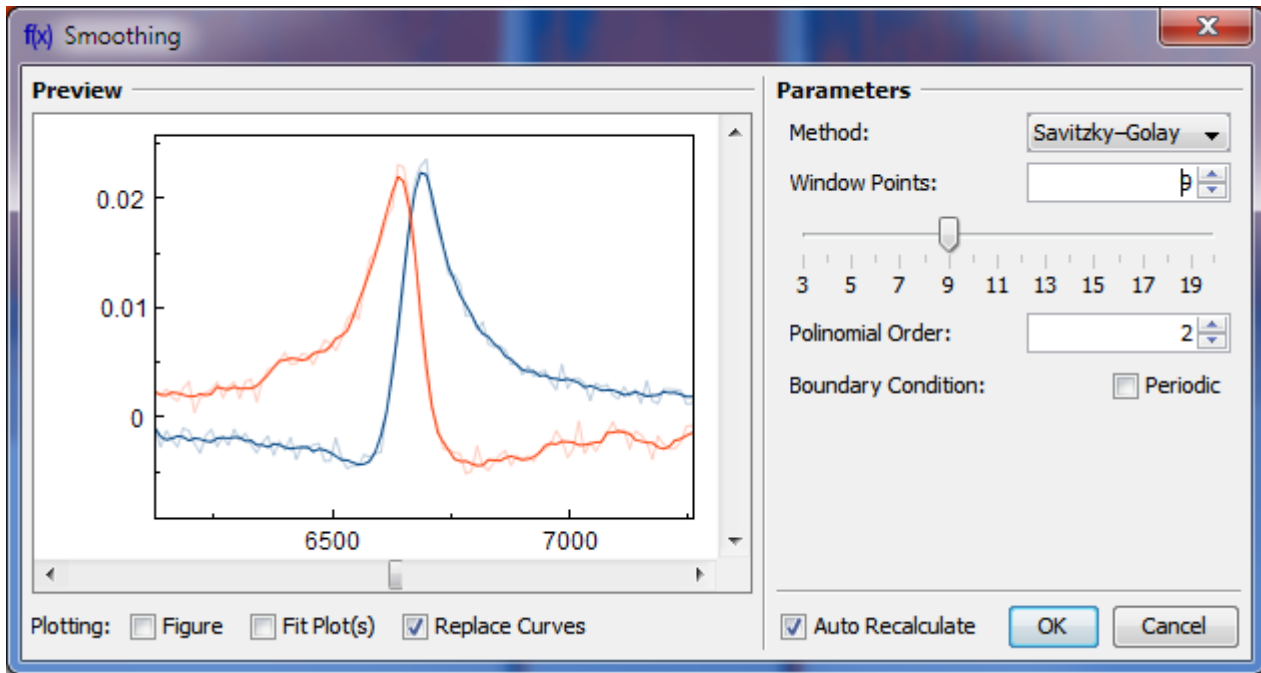 f(x) Smoothing
Preview
0.02
0.01
0
6500 7000
Plotting: Figure Fit Plot(s) Replace Curves
Parameters
Method: Savitzky–Golay
Window Points: 9
3 5 7 9 11 13 15 17 19
Polinomial Order: 2
Boundary Condition: Periodic
Auto Recalculate OK Cancel